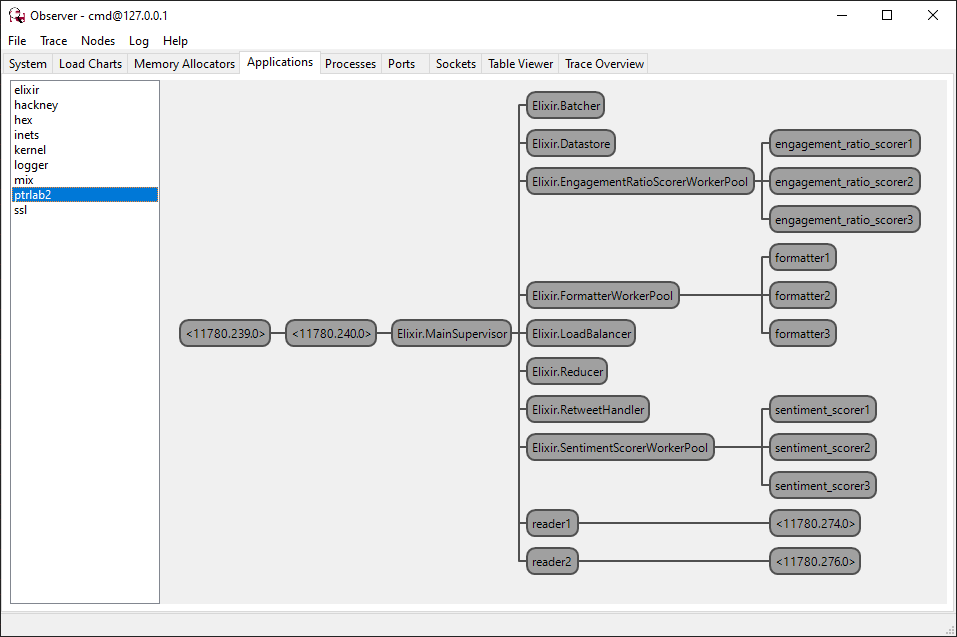 Observer - cmd@127.0.0.1
File Trace Nodes Log Help
System Load Charts Memory Allocators Applications Processes Ports Sockets Table Viewer Trace Overview
elixir
hackney
hex
inets
kernel
logger
mix
ptrlab2
ssl
<11780.239.0>
<11780.240.0>
Elixir.MainSupervisor
Elixir.Batcher
Elixir.Datastore
Elixir.EngagementRatioScorerWorkerPool
engagement_ratio_scorer1
engagement_ratio_scorer2
engagement_ratio_scorer3
Elixir.FormatterWorkerPool
formatter1
formatter2
formatter3
Elixir.LoadBalancer
Elixir.Reducer
Elixir.RetweetHandler
Elixir.SentimentScorerWorkerPool
sentiment_scorer1
sentiment_scorer2
sentiment_scorer3
reader1
<11780.274.0>
reader2
<11780.276.0>